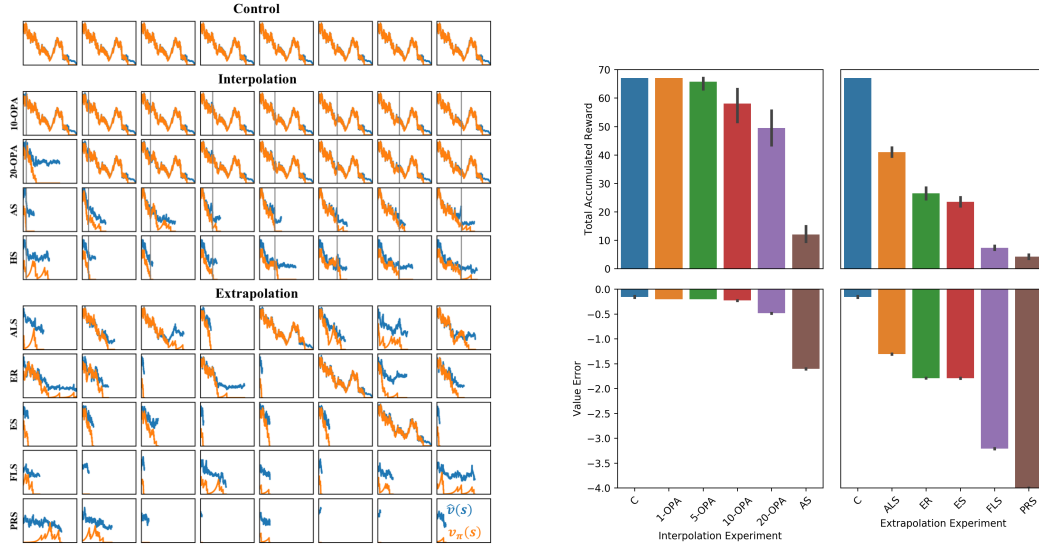 Control
Interpolation
10-OPA
20-OPA
AS
HS
Extrapolation
ALS
ER
ES
FLS
PRS
v̂(s)
vπ(s)
Total Accumulated Reward
70
60
50
40
30
20
10
0
Value Error
0.0
−0.5
−1.0
−1.5
−2.0
−2.5
−3.0
−3.5
−4.0
C
1-OPA
5-OPA
10-OPA
20-OPA
AS
Interpolation Experiment
C
ALS
ER
ES
FLS
PRS
Extrapolation Experiment